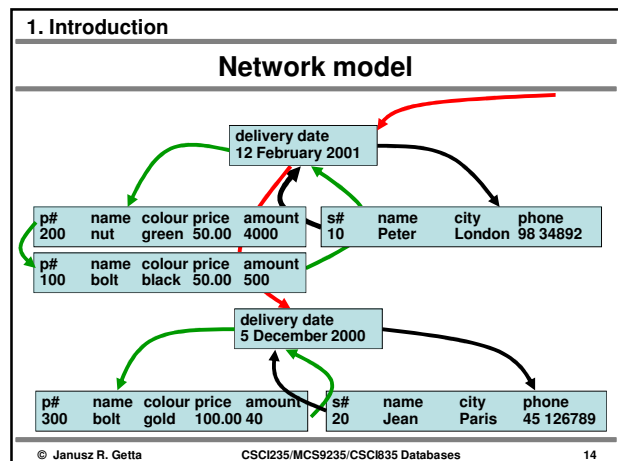 1. Introduction
Network model
delivery date
12 February 2001
p# name colour price amount
200 nut green 50.00 4000
s# name city phone
10 Peter London 98 34892
p# name colour price amount
100 bolt black 50.00 500
delivery date
5 December 2000
p# name colour price amount
300 bolt gold 100.00 40
s# name city phone
20 Jean Paris 45 126789
© Janusz R. Getta CSCI235/MCS9235/CSCI835 Databases 14